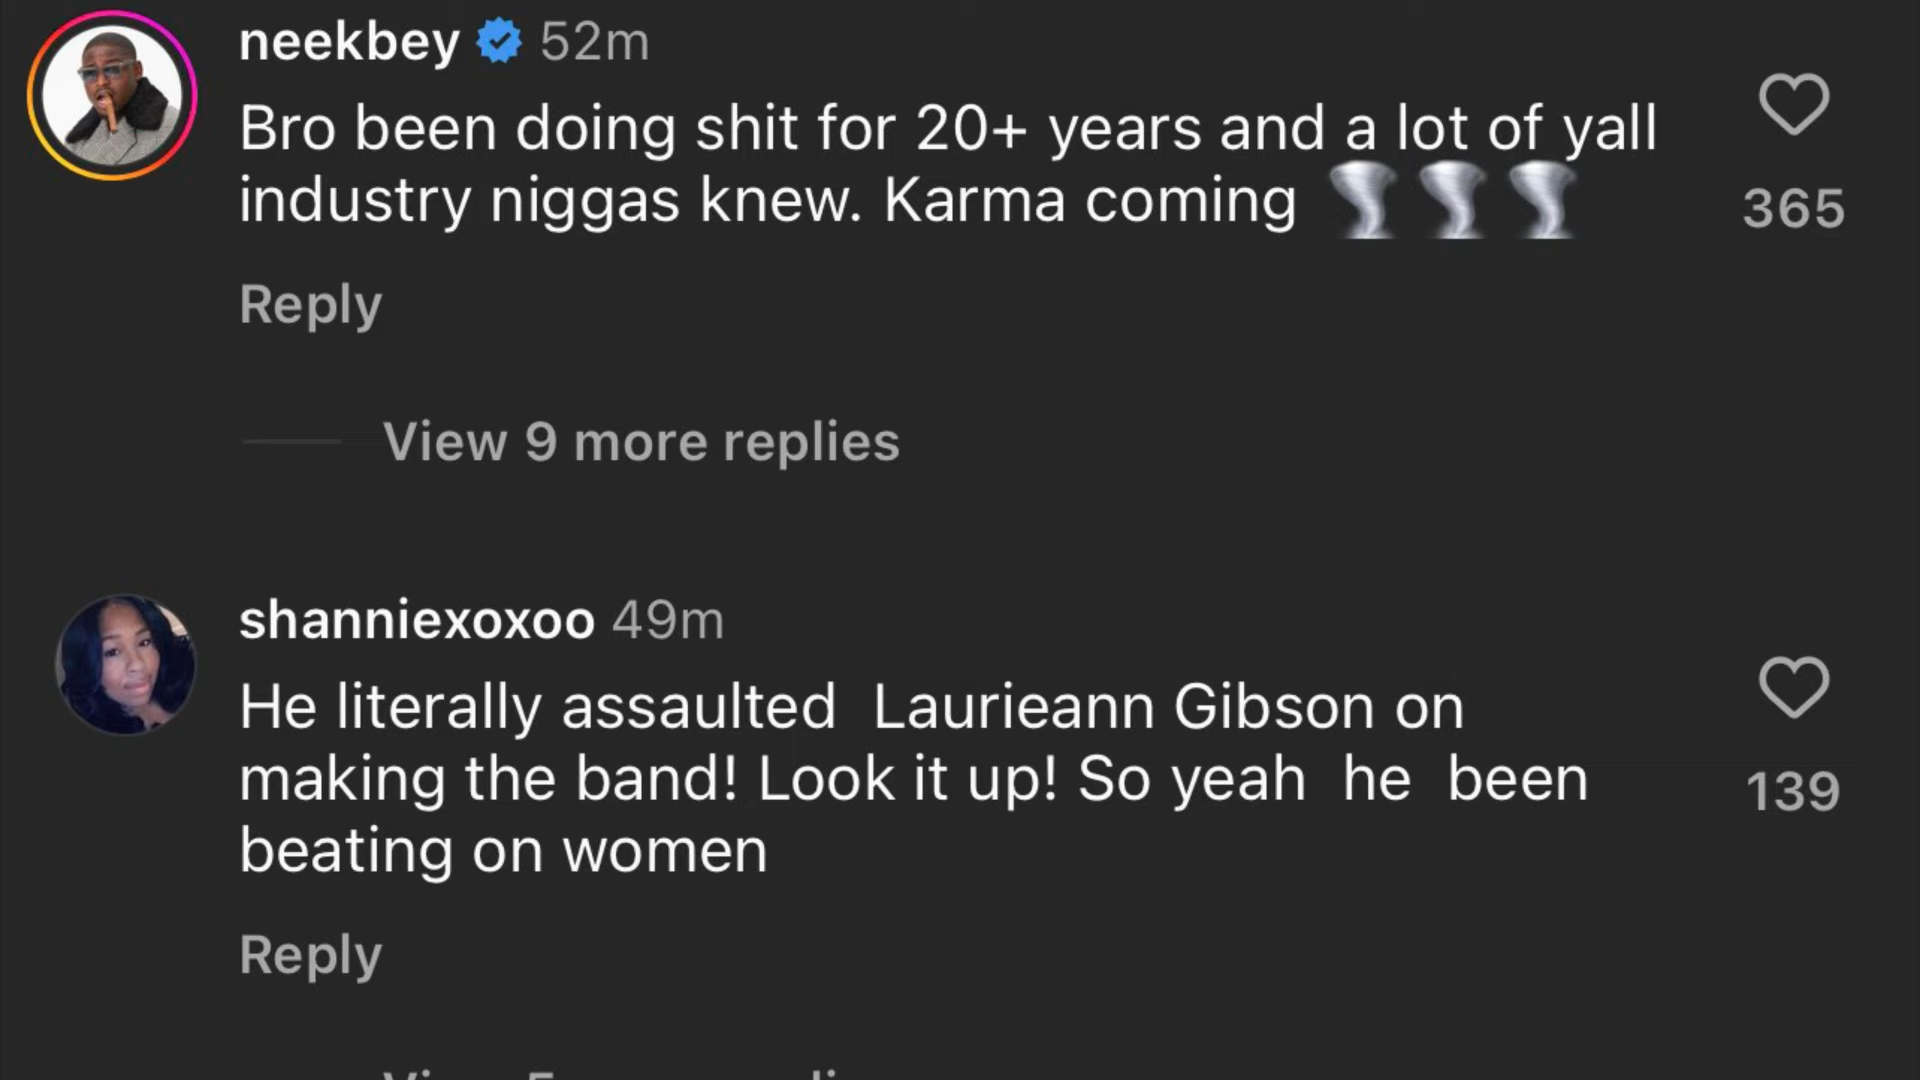 neekbey 52m
Bro been doing shit for 20+ years and a lot of yall
industry niggas knew. Karma coming 🌪️🌪️🌪️
365
Reply
View 9 more replies
shanniexoxoo 49m
He literally assaulted Laurieann Gibson on
making the band! Look it up! So yeah he been
beating on women
139
Reply